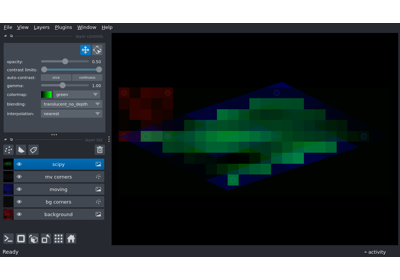 File View Layers Plugins Window Help
opacity: 0.50
contrast limits:
auto-contrast: once continuous
gamma: 1.00
colormap: green
blending: translucent_no_depth
interpolation: nearest
scipy
mv corners
moving
bg corners
background
Ready activity